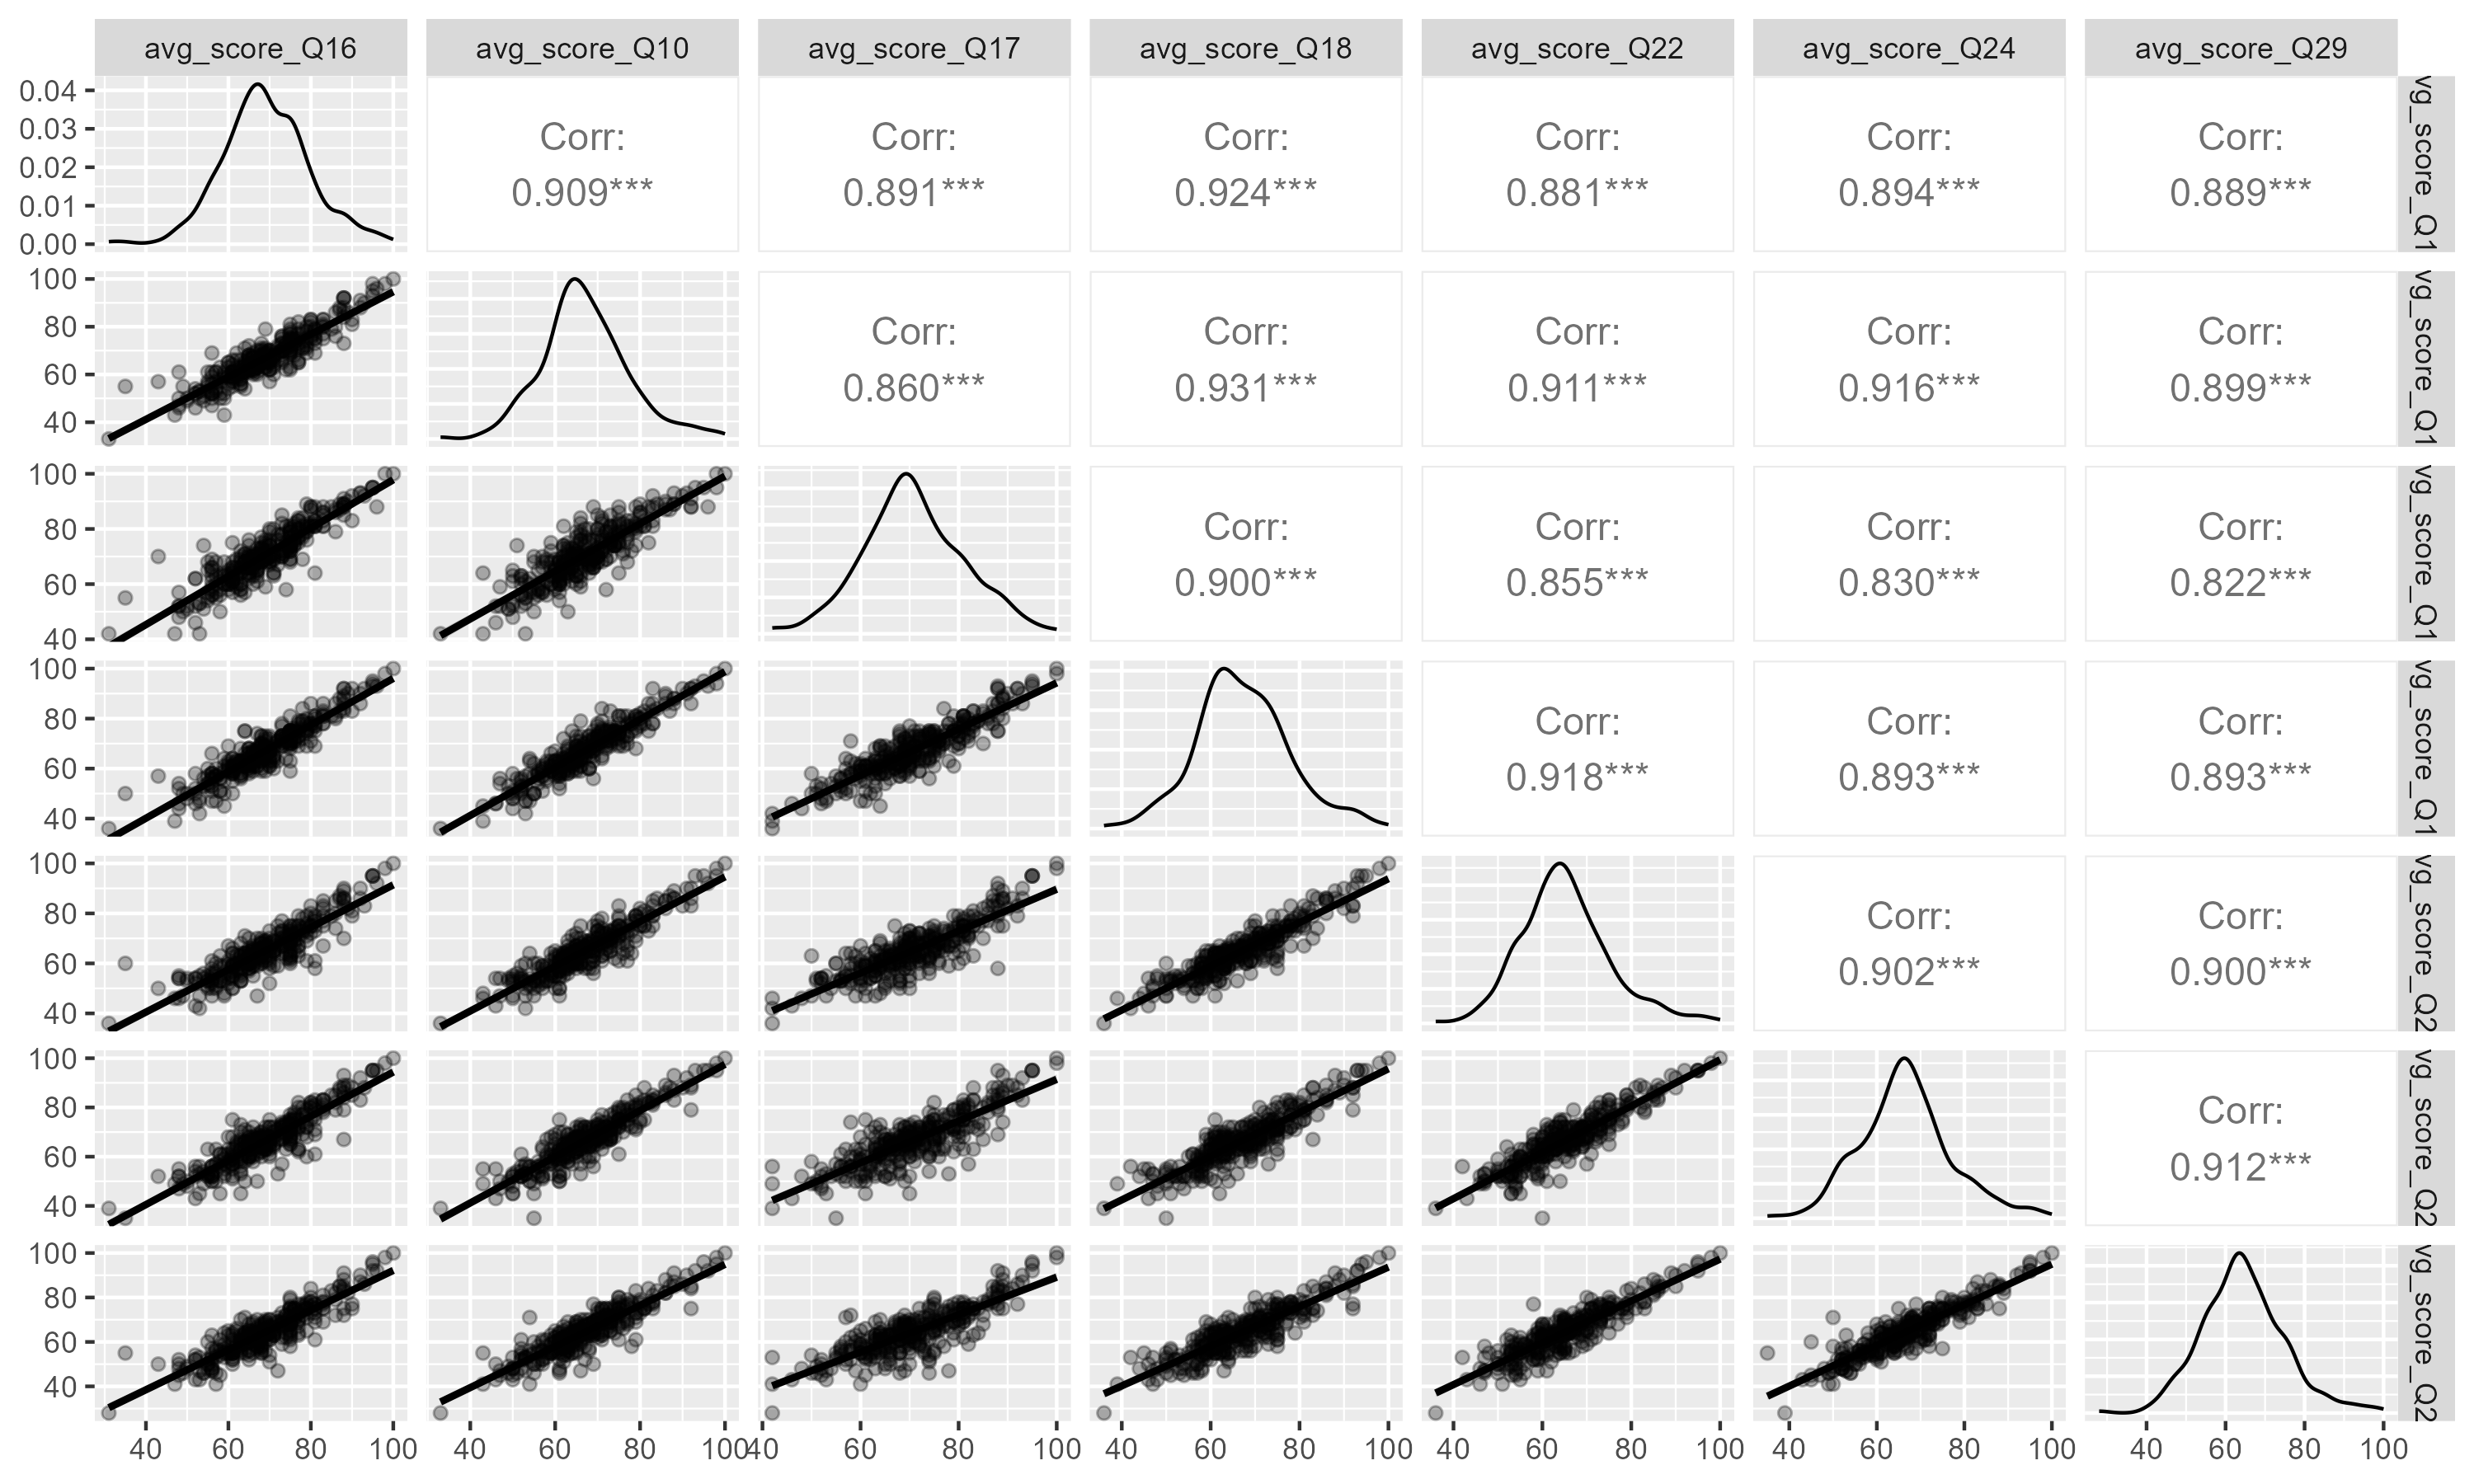 avg_score_Q16 avg_score_Q10 avg_score_Q17 avg_score_Q18 avg_score_Q22 avg_score_Q24 avg_score_Q29
0.04
0.03
0.02
0.01
0.00
Corr: Corr: Corr: Corr: Corr: Corr:
0.909*** 0.891*** 0.924*** 0.881*** 0.894*** 0.889***
vg_score_Q1
100
80
60
40
Corr: Corr: Corr: Corr: Corr:
0.860*** 0.931*** 0.911*** 0.916*** 0.899***
vg_score_Q1
100
80
60
40
Corr: Corr: Corr: Corr:
0.900*** 0.855*** 0.830*** 0.822***
vg_score_Q1
100
80
60
40
Corr: Corr: Corr:
0.918*** 0.893*** 0.893***
vg_score_Q1
100
80
60
40
Corr: Corr:
0.902*** 0.900***
vg_score_Q2
100
80
60
40
Corr:
0.912***
vg_score_Q2
100
80
60
40
vg_score_Q2
40 60 80 100 40 60 80 100 40 60 80 100 40 60 80 100 40 60 80 100 40 60 80 100 40 60 80 100